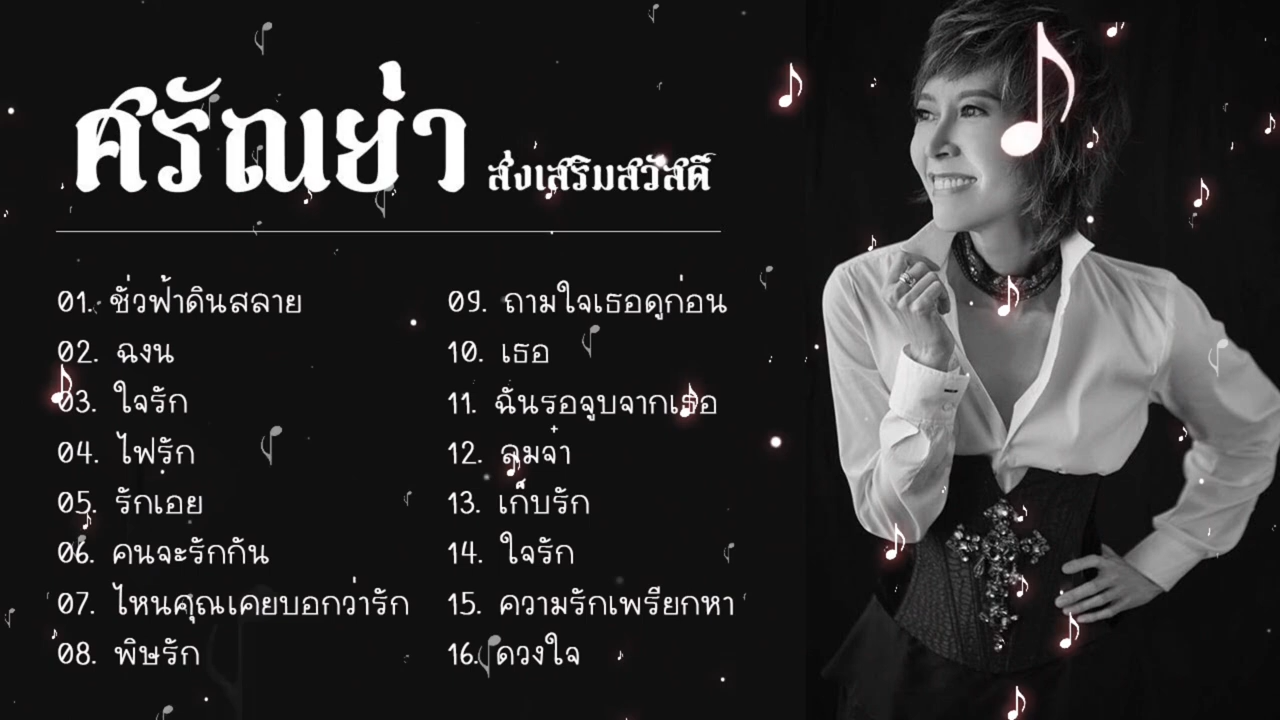 ศรัณย่า ส่งเสริมสวัสดิ์
01. ชั่วฟ้าดินสลาย
02. ฉงน
03. ใจรัก
04. ไฟรัก
05. รักเอย
06. คนจะรักกัน
07. ไหนคุณเคยบอกว่ารัก
08. พิษรัก
09. ถามใจเธอดูก่อน
10. เธอ
11. ฉันรอจูบจากเธอ
12. ลมจ๋า
13. เก็บรัก
14. ใจรัก
15. ความรักเพรียกหา
16. ดวงใจ